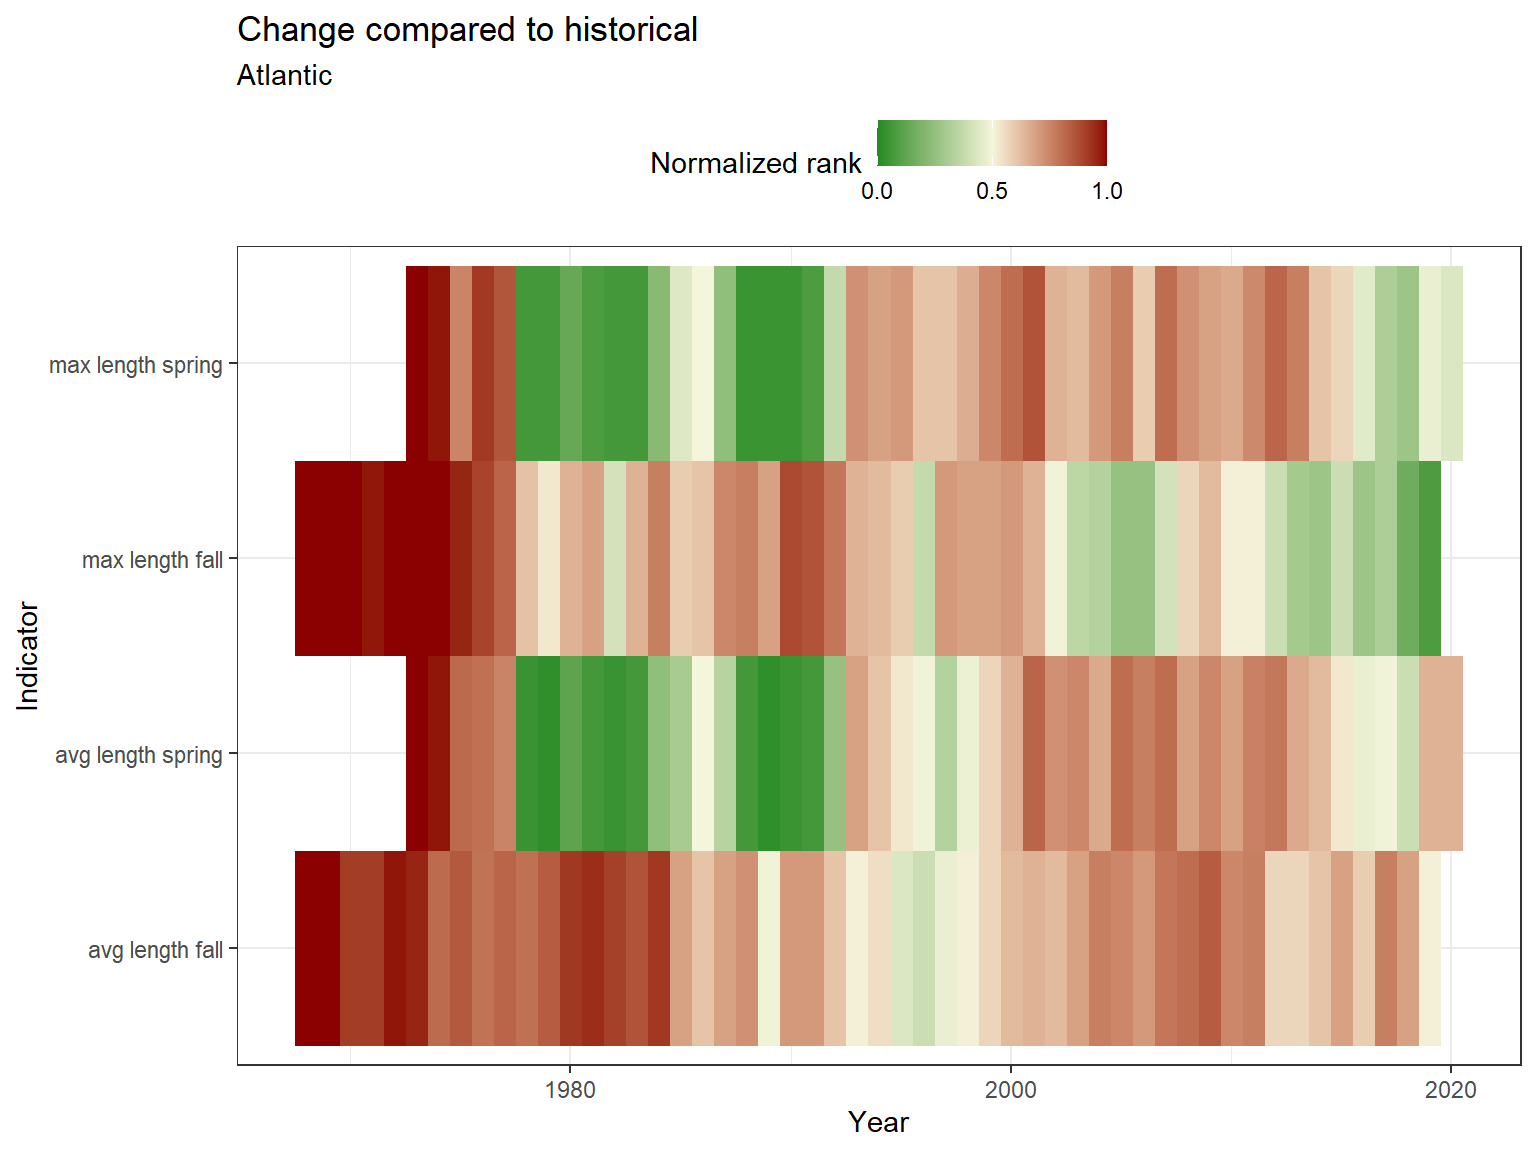 Change compared to historical
Atlantic
Normalized rank
0.0 0.5 1.0
max length spring
max length fall
avg length spring
avg length fall
Indicator
1980 2000 2020
Year